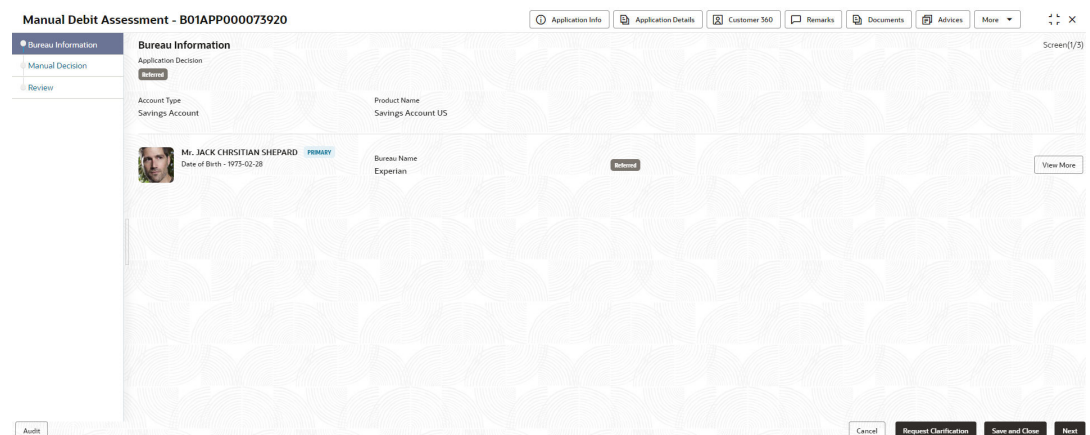 Manual Debit Assessment - B01APP000073920
Application Info
Application Details
Customer 360
Remarks
Documents
Advices
More
Bureau Information
Manual Decision
Review
Bureau Information
Screen(1/3)
Application Decision
Referred
Account Type
Product Name
Savings Account
Savings Account US
Mr. JACK CHRSITIAN SHEPARD PRIMARY
Date of Birth - 1973-02-28
Bureau Name
Experian
Referred
View More
Audit
Cancel
Request Clarification
Save and Close
Next